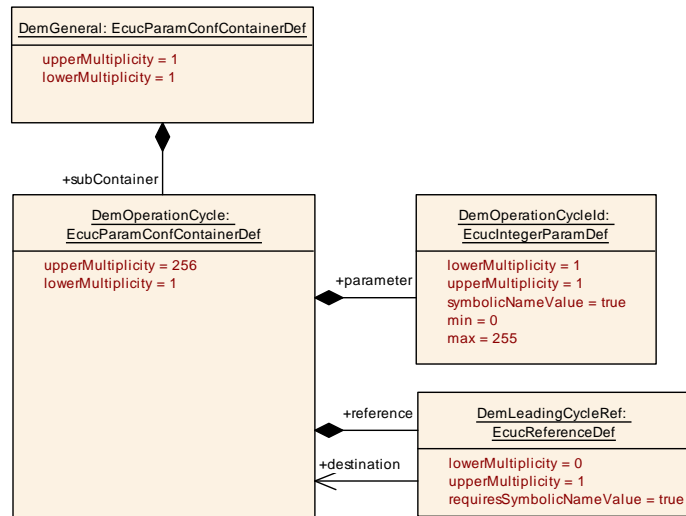 DemGeneral: EcucParamConfContainerDef
upperMultiplicity = 1
lowerMultiplicity = 1
+subContainer
DemOperationCycle:
EcucParamConfContainerDef
upperMultiplicity = 256
lowerMultiplicity = 1
+parameter
DemOperationCycleId:
EcucIntegerParamDef
lowerMultiplicity = 1
upperMultiplicity = 1
symbolicNameValue = true
min = 0
max = 255
+reference
+destination
DemLeadingCycleRef:
EcucReferenceDef
lowerMultiplicity = 0
upperMultiplicity = 1
requiresSymbolicNameValue = true